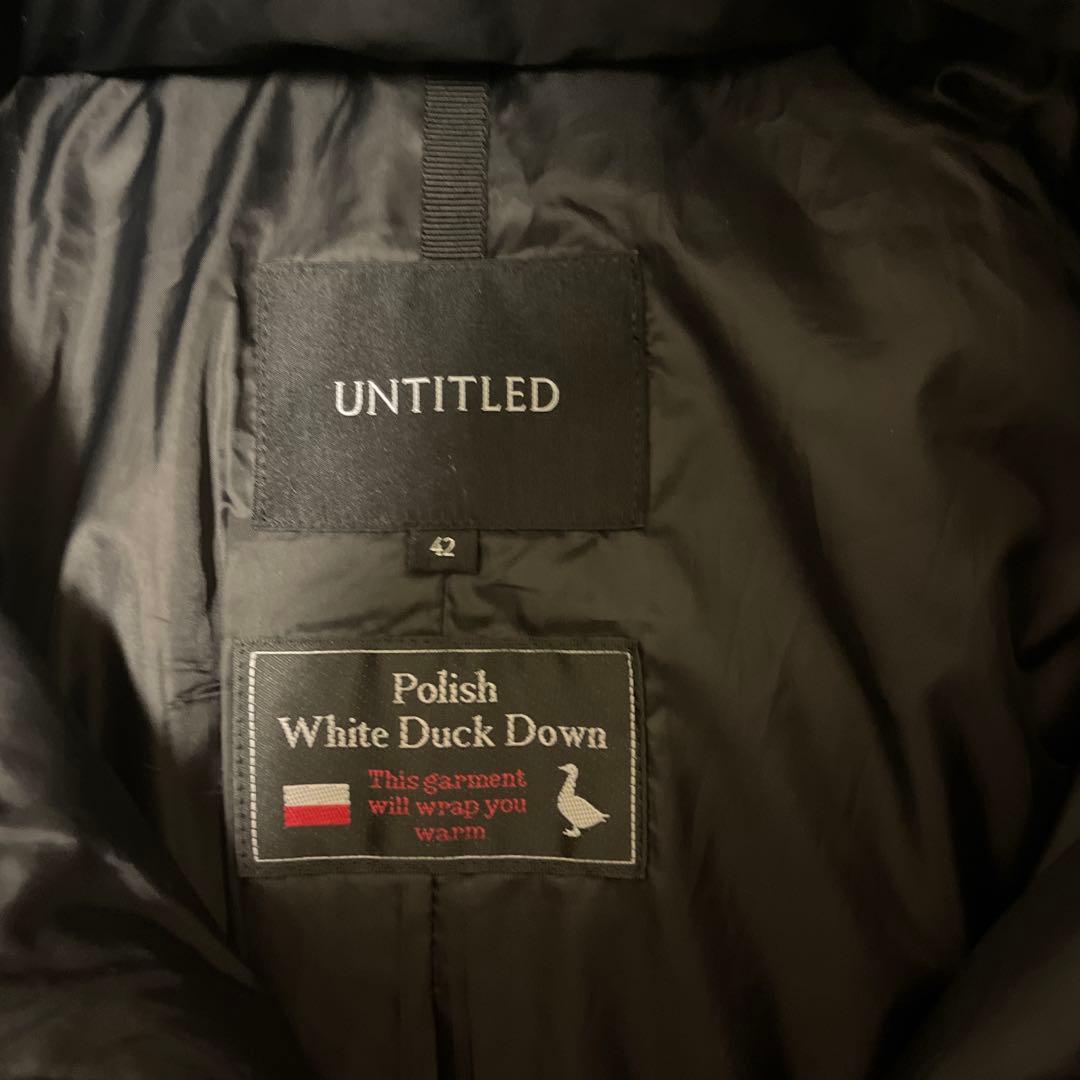 UNTITLED
42
Polish
White Duck Down
This garment
will wrap you
warm